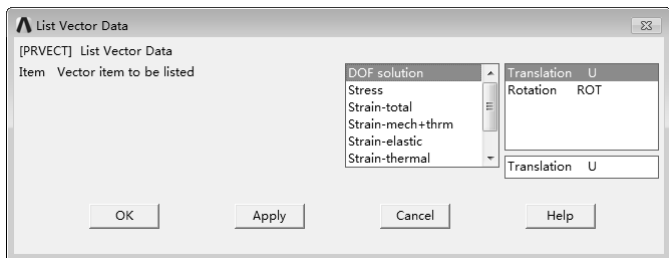 List Vector Data
[PRVECT] List Vector Data
Item Vector item to be listed
DOF solution
Stress
Strain-total
Strain-mech+thrm
Strain-elastic
Strain-thermal
Translation U
Rotation ROT
Translation U
OK Apply Cancel Help